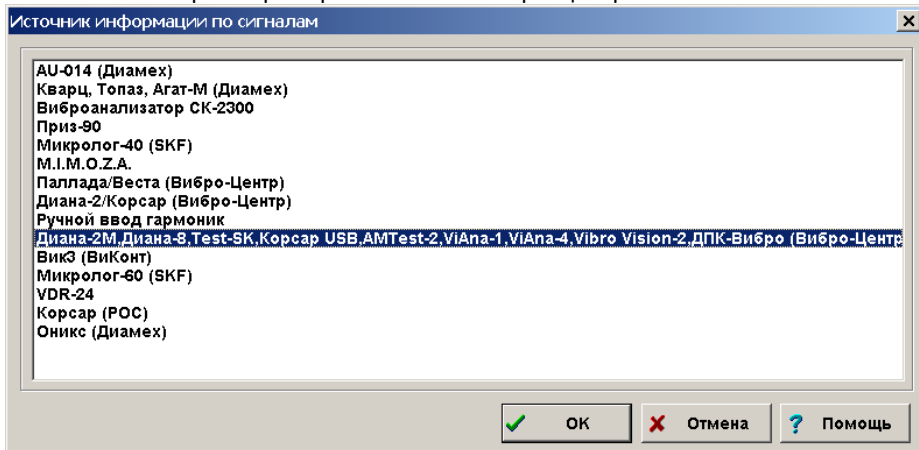 Источник информации по сигналам
AU-014 (Диамех)
Кварц, Топаз, Агат-М (Диамех)
Виброанализатор СК-2300
Приз-90
Микролог-40 (SKF)
M.I.M.O.Z.A.
Паллада/Веста (Вибро-Центр)
Диана-2/Корсар (Вибро-Центр)
Ручной ввод гармоник
Диана-2М,Диана-8,Test-SK,Корсар USB,AMTest-2,ViAna-1,ViAna-4,Vibro Vision-2,ДПК-Вибро (Вибро-Центр
Вик3 (ВиКонт)
Микролог-60 (SKF)
VDR-24
Корсар (РОС)
Оникс (Диамех)
ОК Отмена ? Помощь